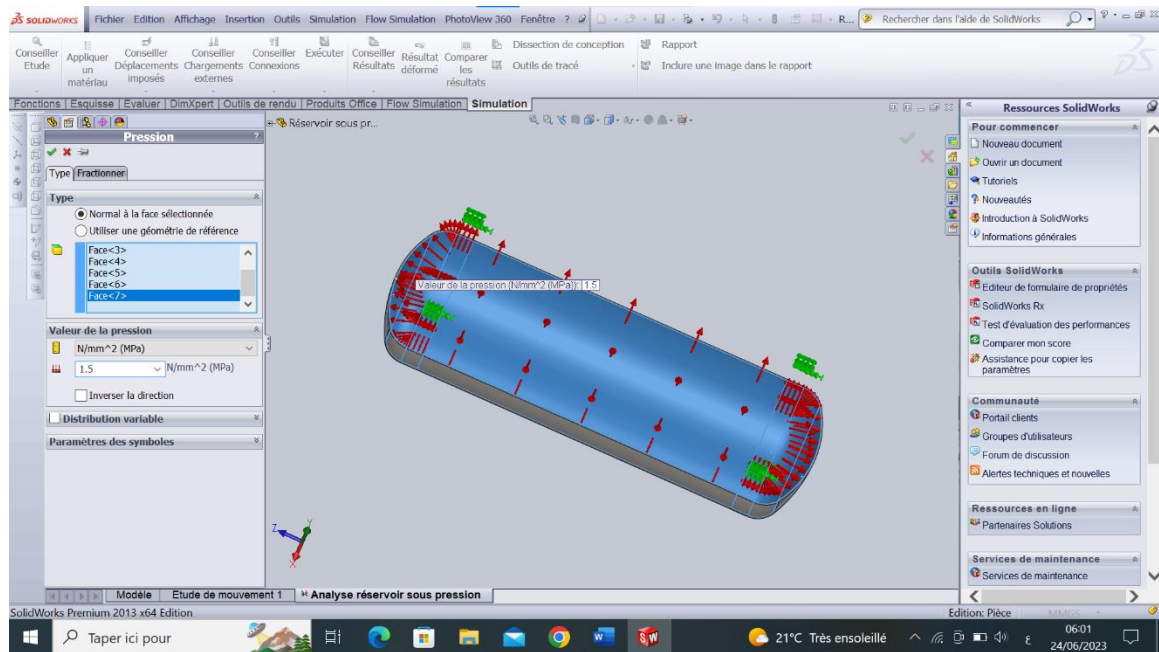 SOLIDWORKS Fichier Edition Affichage Insertion Outils Simulation Flow Simulation PhotoView 360 Fenêtre ? R... Rechercher dans l'aide de SolidWorks
Conseiller Etude
Appliquer un matériau
Conseiller Déplacements imposés
Conseiller Chargements externes
Conseiller Connexions
Exécuter
Conseiller Résultats
Résultat déformé
Comparer les résultats
Dissection de conception
Outils de tracé
Rapport
Inclure une image dans le rapport
Fonctions Esquisse Evaluer DimXpert Outils de rendu Produits Office Flow Simulation Simulation
Pression ?
Type Fractionner
Type
Normal à la face sélectionnée
Utiliser une géométrie de référence
Face<3>
Face<4>
Face<5>
Face<6>
Face<7>
Valeur de la pression
N/mm^2 (MPa)
1.5 N/mm^2 (MPa)
Inverser la direction
Distribution variable
Paramètres des symboles
Réservoir sous pr...
Valeur de la pression (N/mm^2 (MPa)): 1.5
Z Y X
Ressources SolidWorks
Pour commencer
Nouveau document
Ouvrir un document
Tutoriels
Nouveautés
Introduction à SolidWorks
Informations générales
Outils SolidWorks
Editeur de formulaire de propriétés
SolidWorks Rx
Test d'évaluation des performances
Comparer mon score
Assistance pour copier les
paramètres
Communauté
Portail clients
Groupes d'utilisateurs
Forum de discussion
Alertes techniques et nouvelles
Ressources en ligne
Partenaires Solutions
Services de maintenance
Services de maintenance
Modèle Etude de mouvement 1 Analyse réservoir sous pression
SolidWorks Premium 2013 x64 Edition Edition: Pièce MMGS
Taper ici pour 21°C Très ensoleillé ع 06:01
24/06/2023